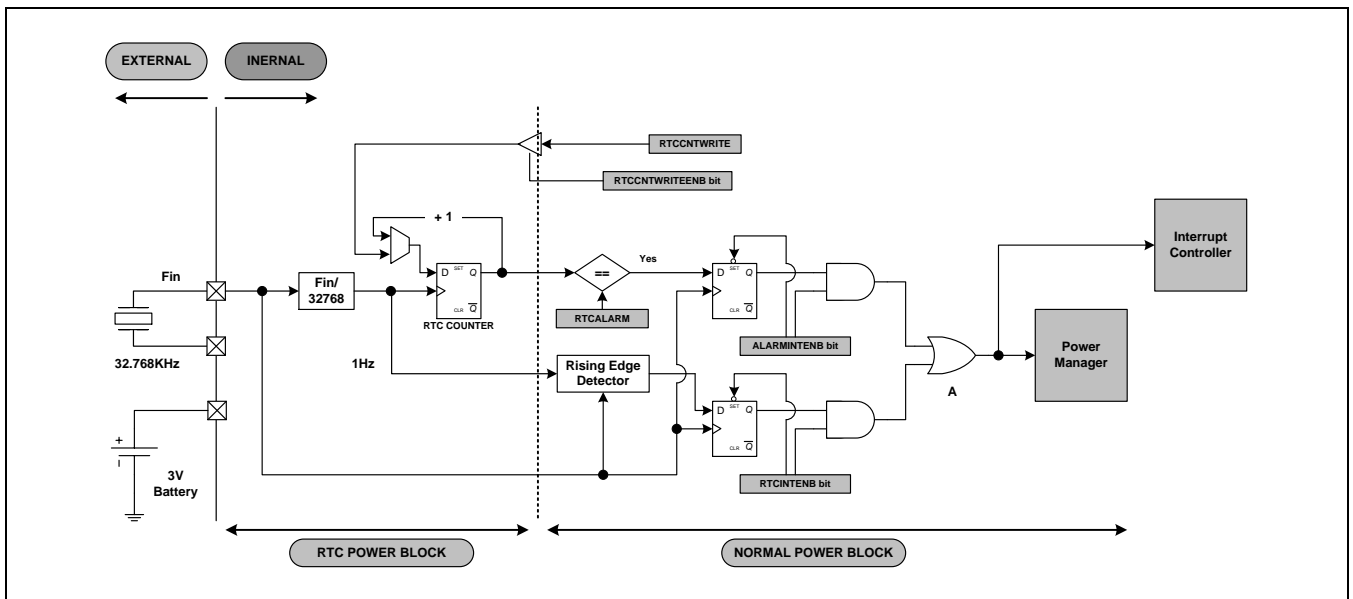 EXTERNAL
INERNAL
RTCCNTWRITE
RTCCNTWRITEENB bit
+ 1
Fin
Fin/
32768
D SET Q
CLR Q
RTC COUNTER
==
Yes
RTCALARM
D SET Q
CLR Q
ALARMINTENB bit
Interrupt
Controller
32.768KHz
1Hz
Rising Edge
Detector
D SET Q
CLR Q
RTCINTENB bit
A
Power
Manager
+
–
3V
Battery
RTC POWER BLOCK
NORMAL POWER BLOCK